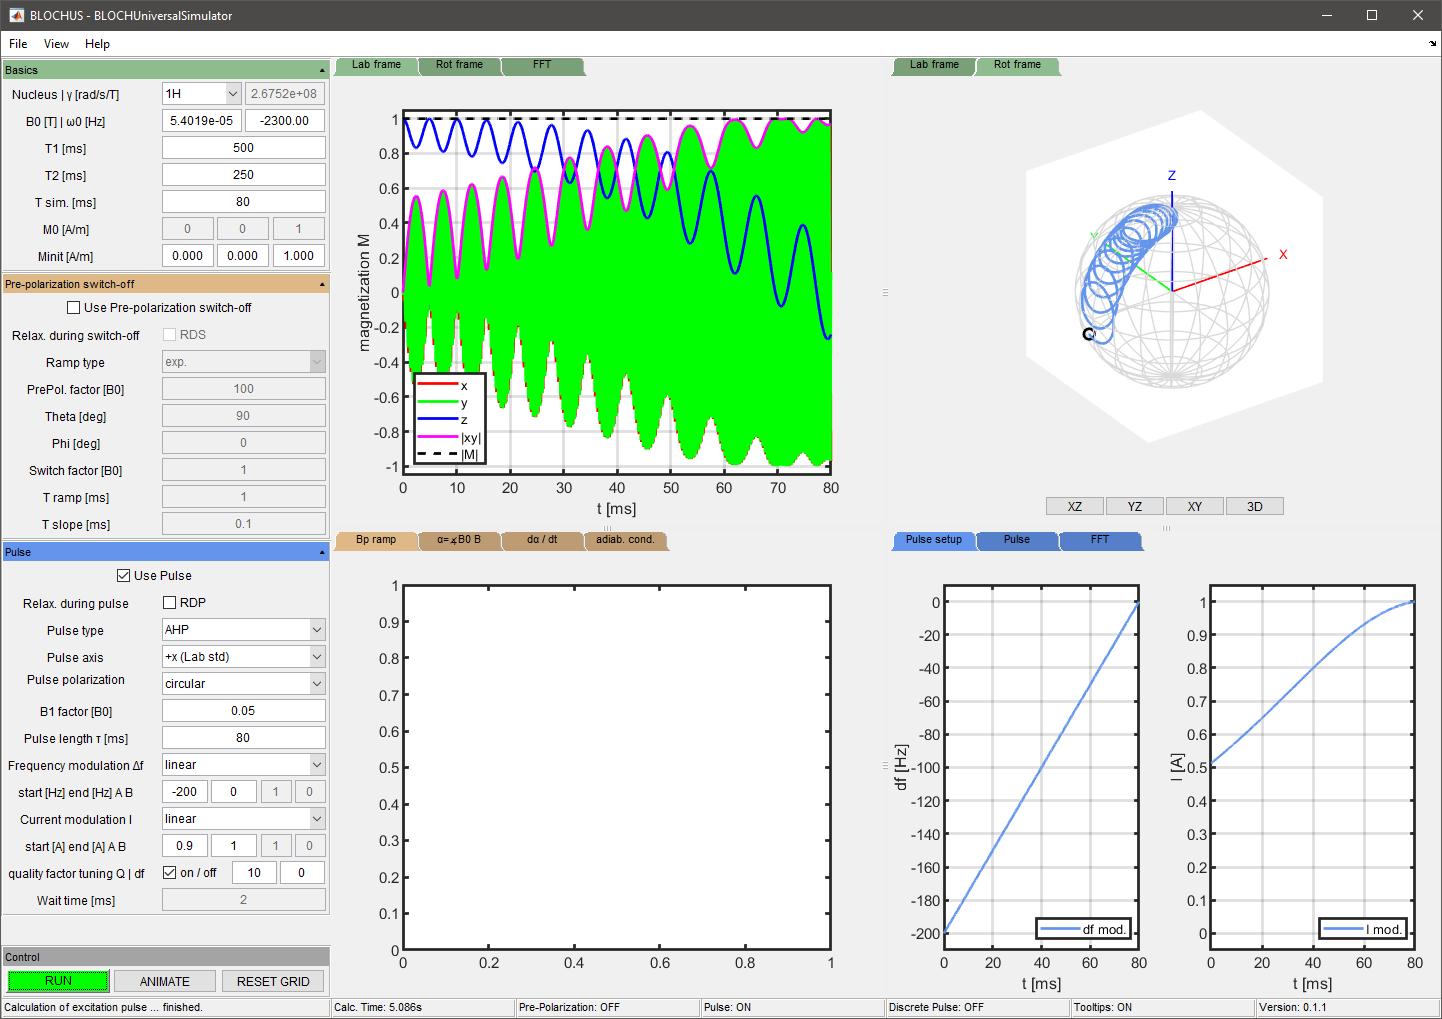 BLOCHUS - BLOCHUniversalSimulator
File View Help
Basics
Nucleus | γ [rad/s/T] 1H 2.6752e+08
B0 [T] | ω0 [Hz] 5.4019e-05 -2300.00
T1 [ms] 500
T2 [ms] 250
T sim. [ms] 80
M0 [A/m] 0 0 1
Minit [A/m] 0.000 0.000 1.000
Pre-polarization switch-off
Use Pre-polarization switch-off
Relax. during switch-off RDS
Ramp type exp.
PrePol. factor [B0] 100
Theta [deg] 90
Phi [deg] 0
Switch factor [B0] 1
T ramp [ms] 1
T slope [ms] 0.1
Pulse
Use Pulse
Relax. during pulse RDP
Pulse type AHP
Pulse axis +x (Lab std)
Pulse polarization circular
B1 factor [B0] 0.05
Pulse length τ [ms] 80
Frequency modulation Δf linear
start [Hz] end [Hz] A B -200 0 1 0
Current modulation I linear
start [A] end [A] A B 0.9 1 1 0
quality factor tuning Q | df on / off 10 0
Wait time [ms] 2
Control
RUN ANIMATE RESET GRID
Lab frame Rot frame FFT
magnetization M
1
0.8
0.6
0.4
0.2
0
-0.2
-0.4
-0.6
-0.8
-1
x
y
z
|xy|
|M|
0 10 20 30 40 50 60 70 80
t [ms]
Lab frame Rot frame
Z
Y
X
XZ YZ XY 3D
Bp ramp α=∡B0 B dα / dt adiab. cond.
1
0.9
0.8
0.7
0.6
0.5
0.4
0.3
0.2
0.1
0
0 0.2 0.4 0.6 0.8 1
Pulse setup Pulse FFT
df [Hz]
0
-20
-40
-60
-80
-100
-120
-140
-160
-180
-200
df mod.
0 20 40 60 80
t [ms]
I [A]
1
0.9
0.8
0.7
0.6
0.5
0.4
0.3
0.2
0.1
0
I mod.
0 20 40 60 80
t [ms]
Calculation of excitation pulse ... finished. Calc. Time: 5.086s Pre-Polarization: OFF Pulse: ON Discrete Pulse: OFF Tooltips: ON Version: 0.1.1